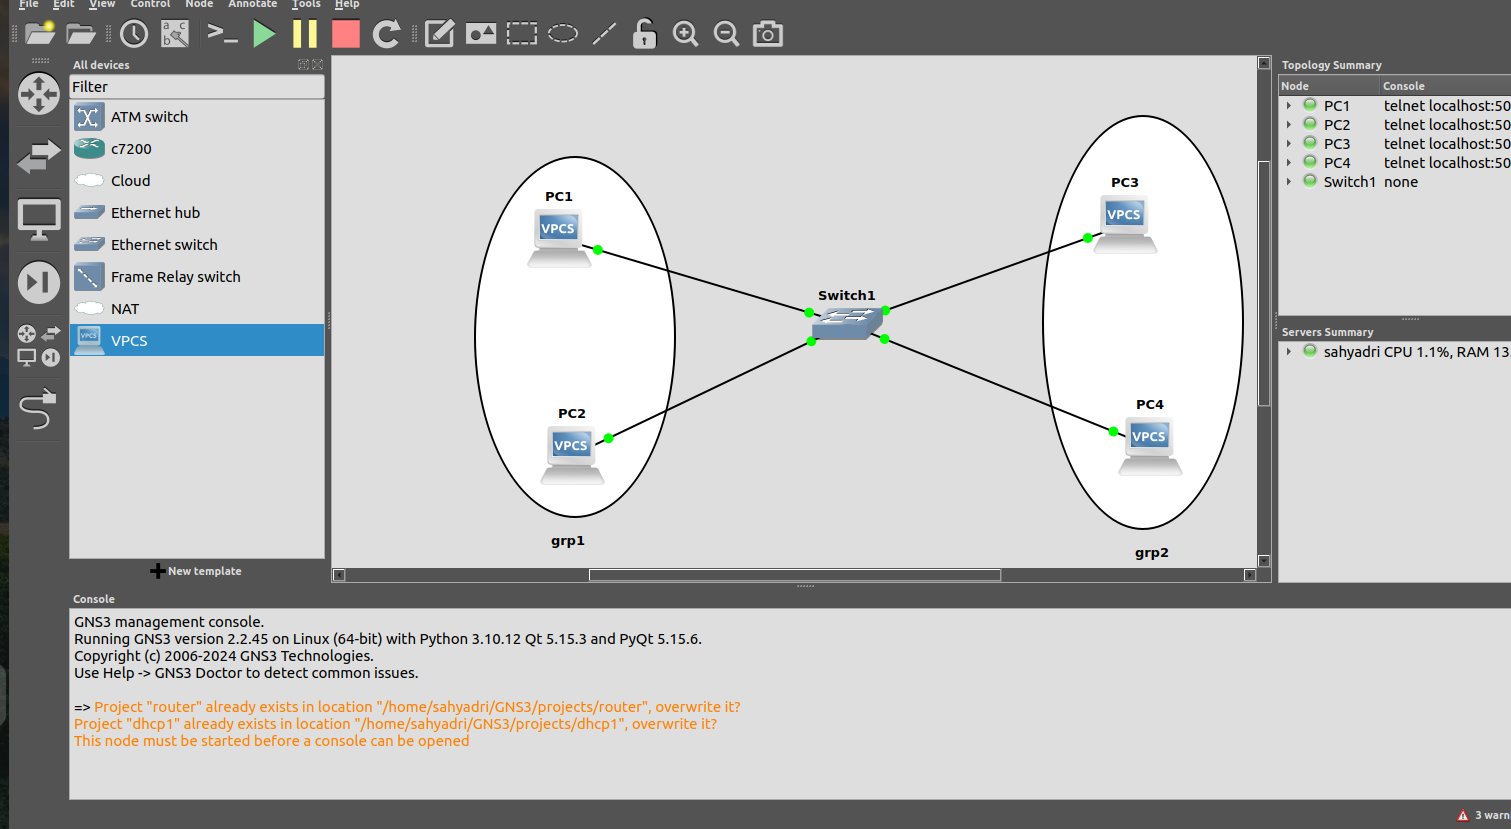 File Edit View Control Node Annotate Tools Help
a c
b
All devices
Filter
ATM switch
c7200
Cloud
Ethernet hub
Ethernet switch
Frame Relay switch
NAT
VPCS
VPCS
New template
PC1
VPCS
PC2
VPCS
Switch1
PC3
VPCS
PC4
VPCS
grp1
grp2
Topology Summary
Node Console
PC1 telnet localhost:50
PC2 telnet localhost:50
PC3 telnet localhost:50
PC4 telnet localhost:50
Switch1 none
Servers Summary
sahyadri CPU 1.1%, RAM 13.
Console
GNS3 management console.
Running GNS3 version 2.2.45 on Linux (64-bit) with Python 3.10.12 Qt 5.15.3 and PyQt 5.15.6.
Copyright (c) 2006-2024 GNS3 Technologies.
Use Help -> GNS3 Doctor to detect common issues.
=> Project "router" already exists in location "/home/sahyadri/GNS3/projects/router", overwrite it?
Project "dhcp1" already exists in location "/home/sahyadri/GNS3/projects/dhcp1", overwrite it?
This node must be started before a console can be opened
3 warn